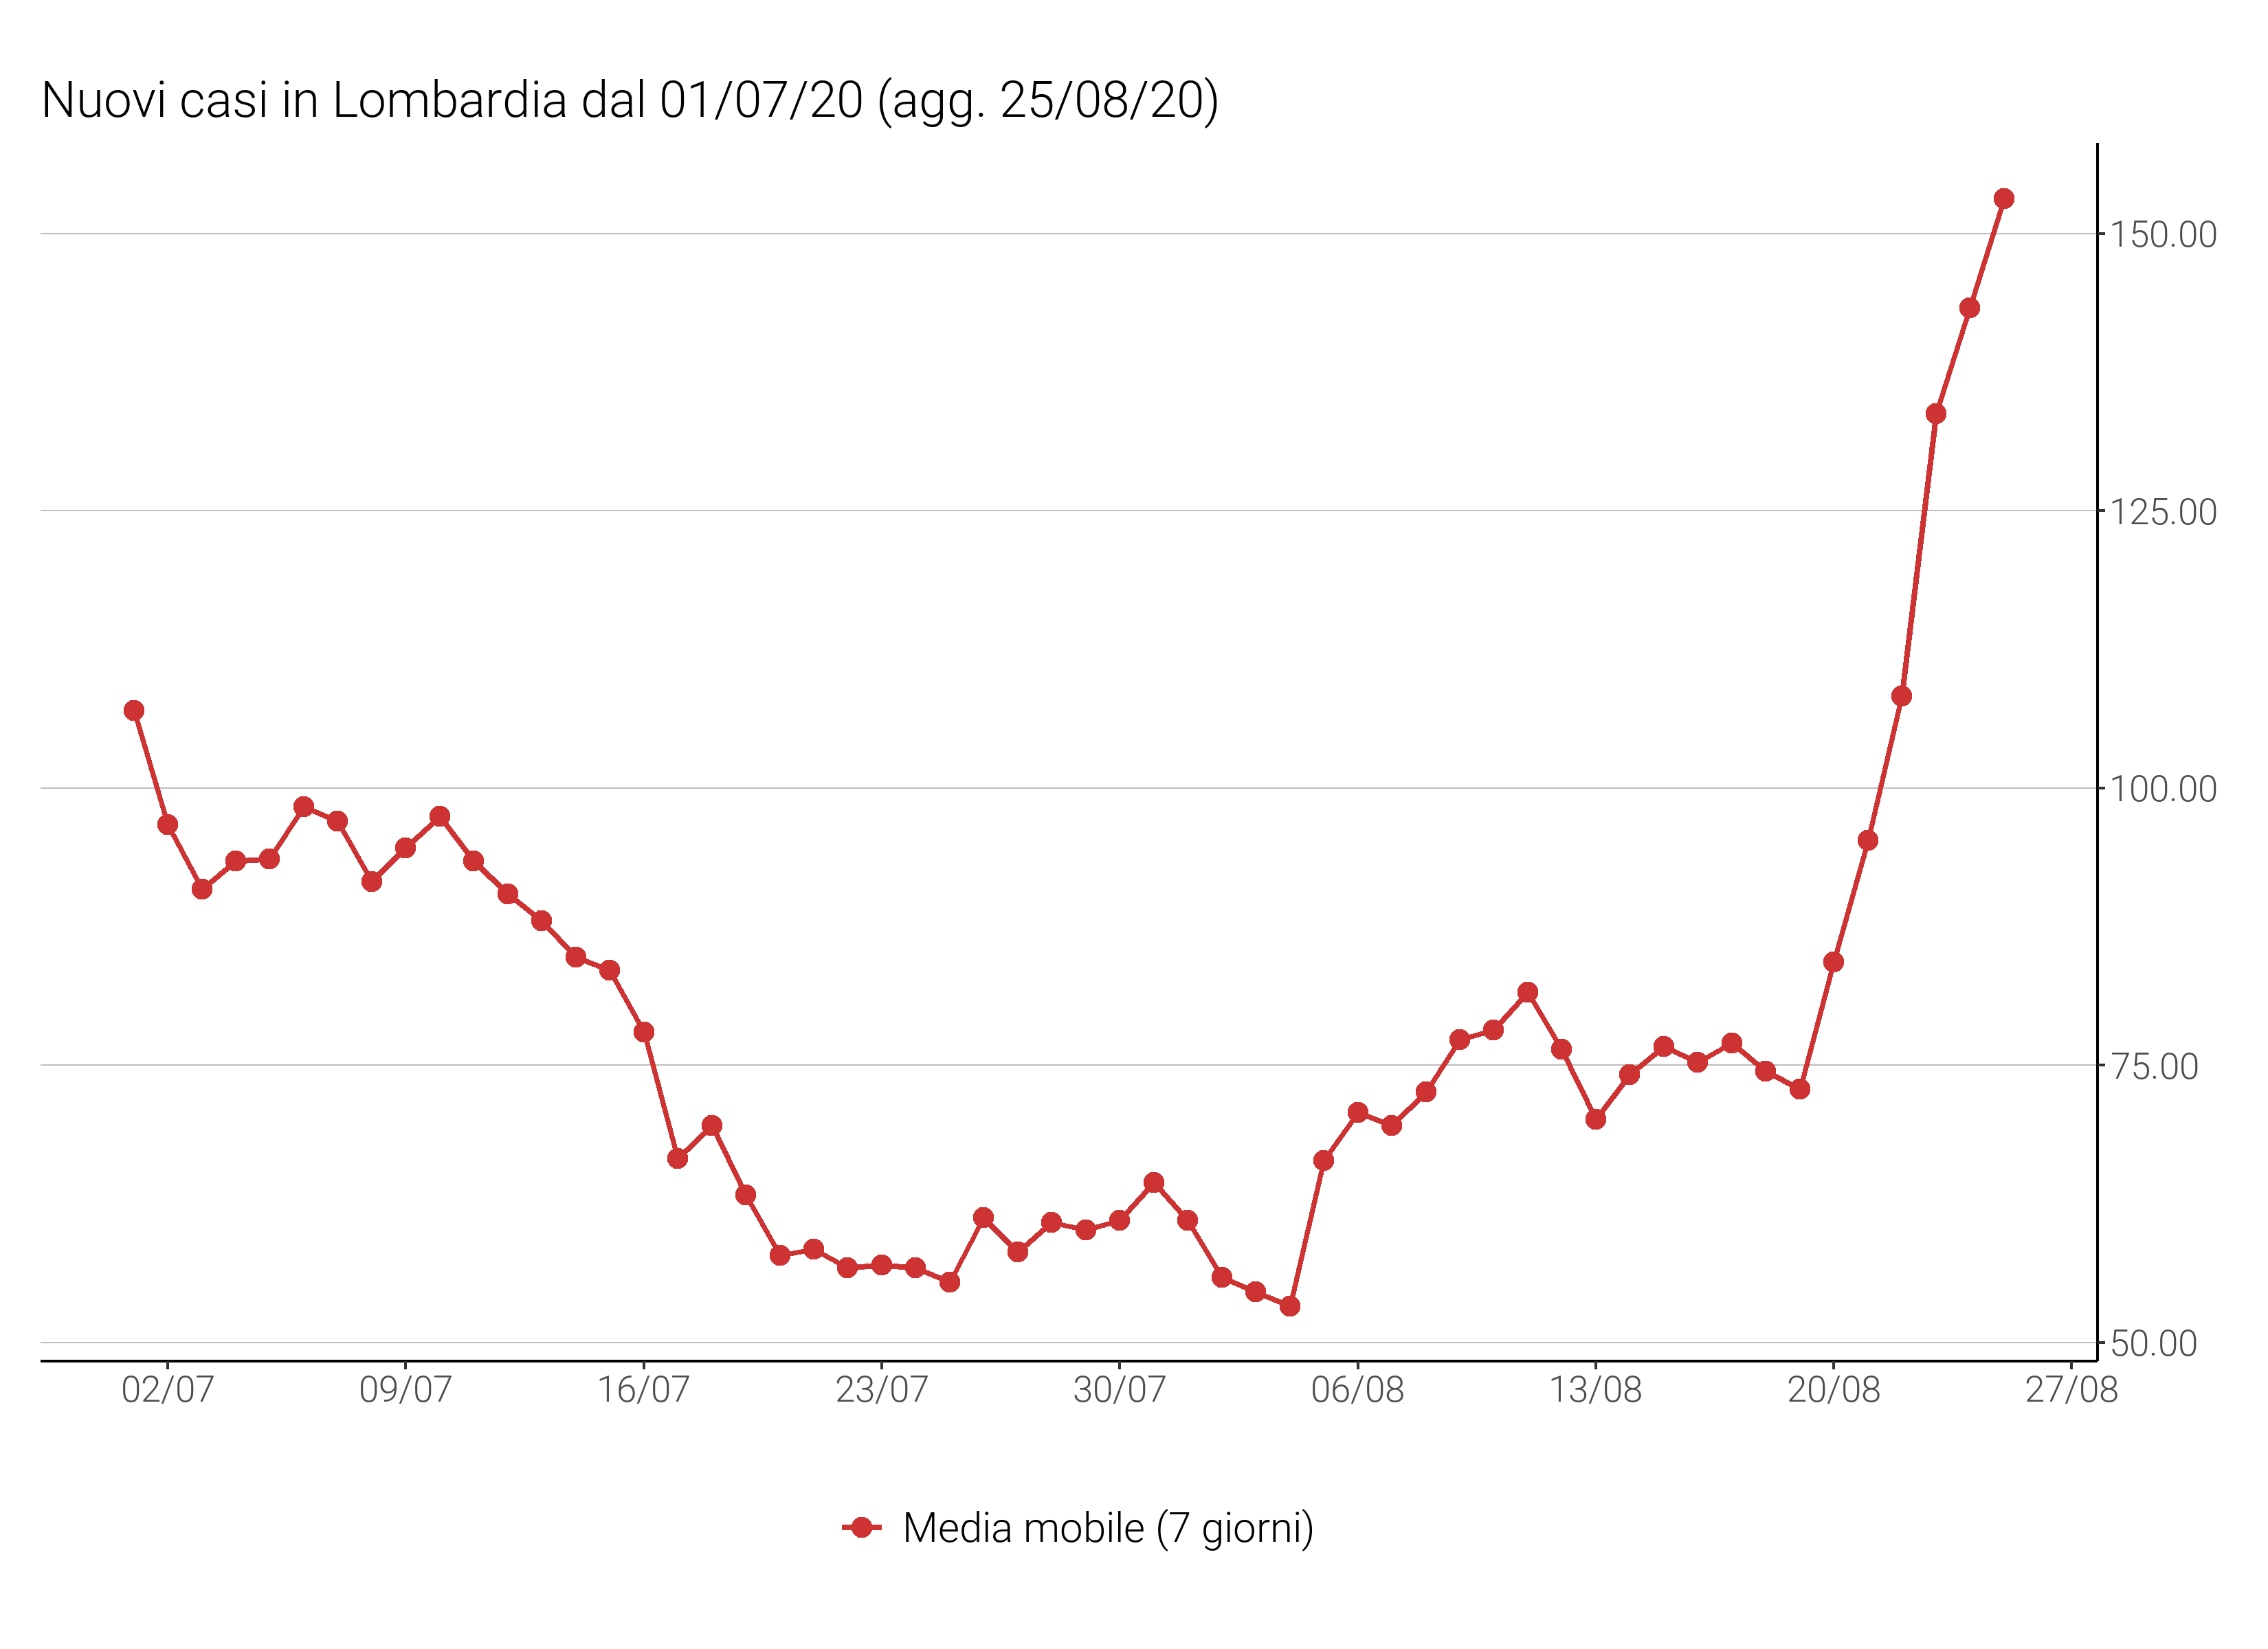 Nuovi casi in Lombardia dal 01/07/20 (agg. 25/08/20)
150.00
125.00
100.00
75.00
50.00
02/07 09/07 16/07 23/07 30/07 06/08 13/08 20/08 27/08
Media mobile (7 giorni)